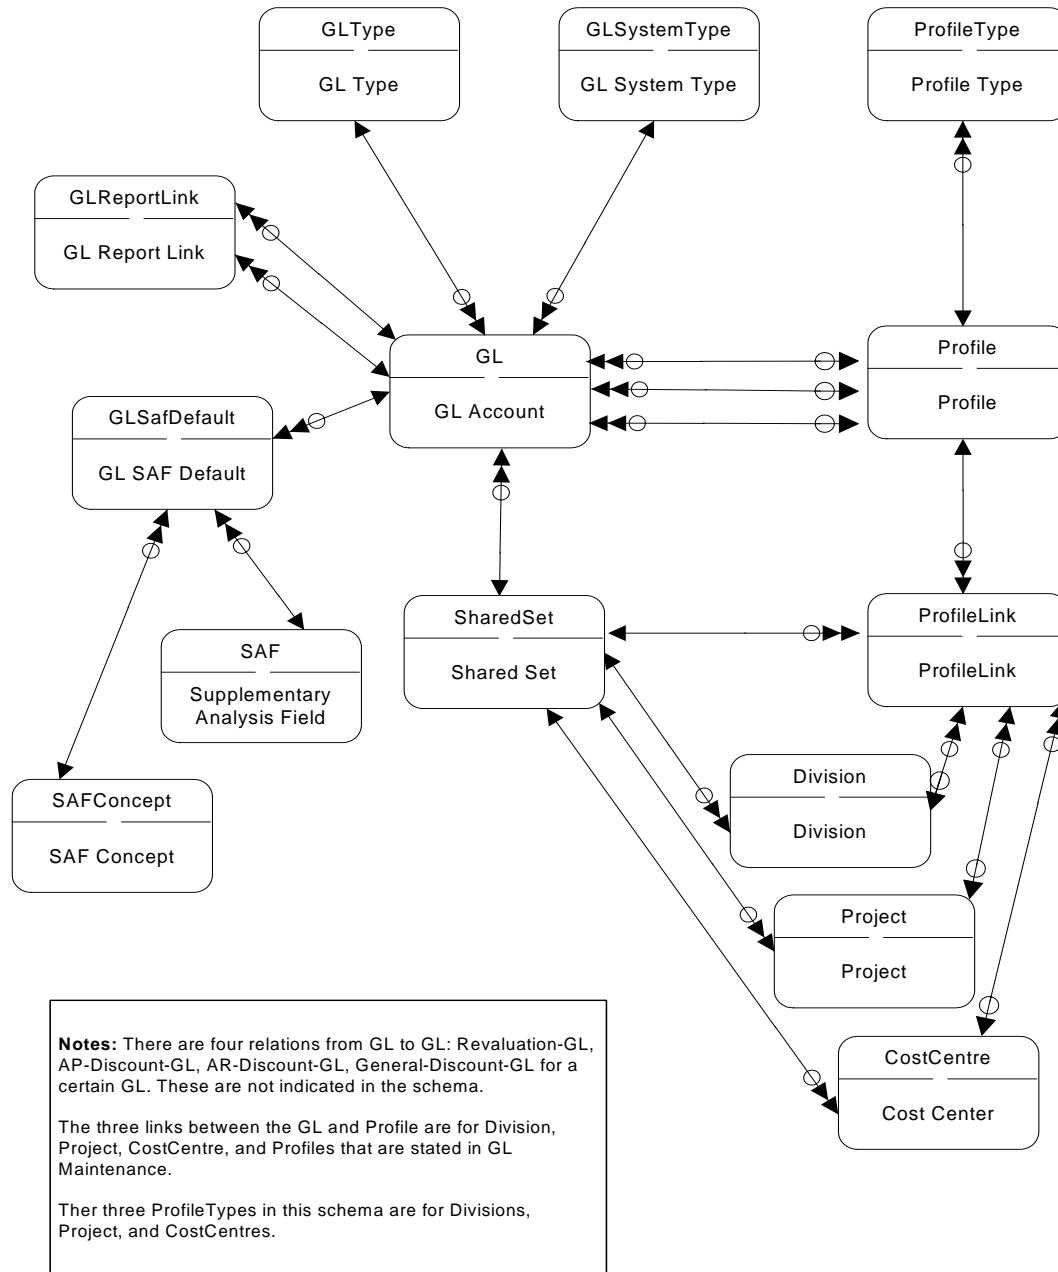 GLType
GL Type
GLSystemType
GL System Type
ProfileType
Profile Type
GLReportLink
GL Report Link
GL
GL Account
Profile
Profile
GLSafDefault
GL SAF Default
SharedSet
Shared Set
ProfileLink
ProfileLink
SAF
Supplementary
Analysis Field
Division
Division
SAFConcept
SAF Concept
Project
Project
CostCentre
Cost Center
Notes: There are four relations from GL to GL: Revaluation-GL,
AP-Discount-GL, AR-Discount-GL, General-Discount-GL for a
certain GL. These are not indicated in the schema.
The three links between the GL and Profile are for Division,
Project, CostCentre, and Profiles that are stated in GL
Maintenance.
Ther three ProfileTypes in this schema are for Divisions,
Project, and CostCentres.